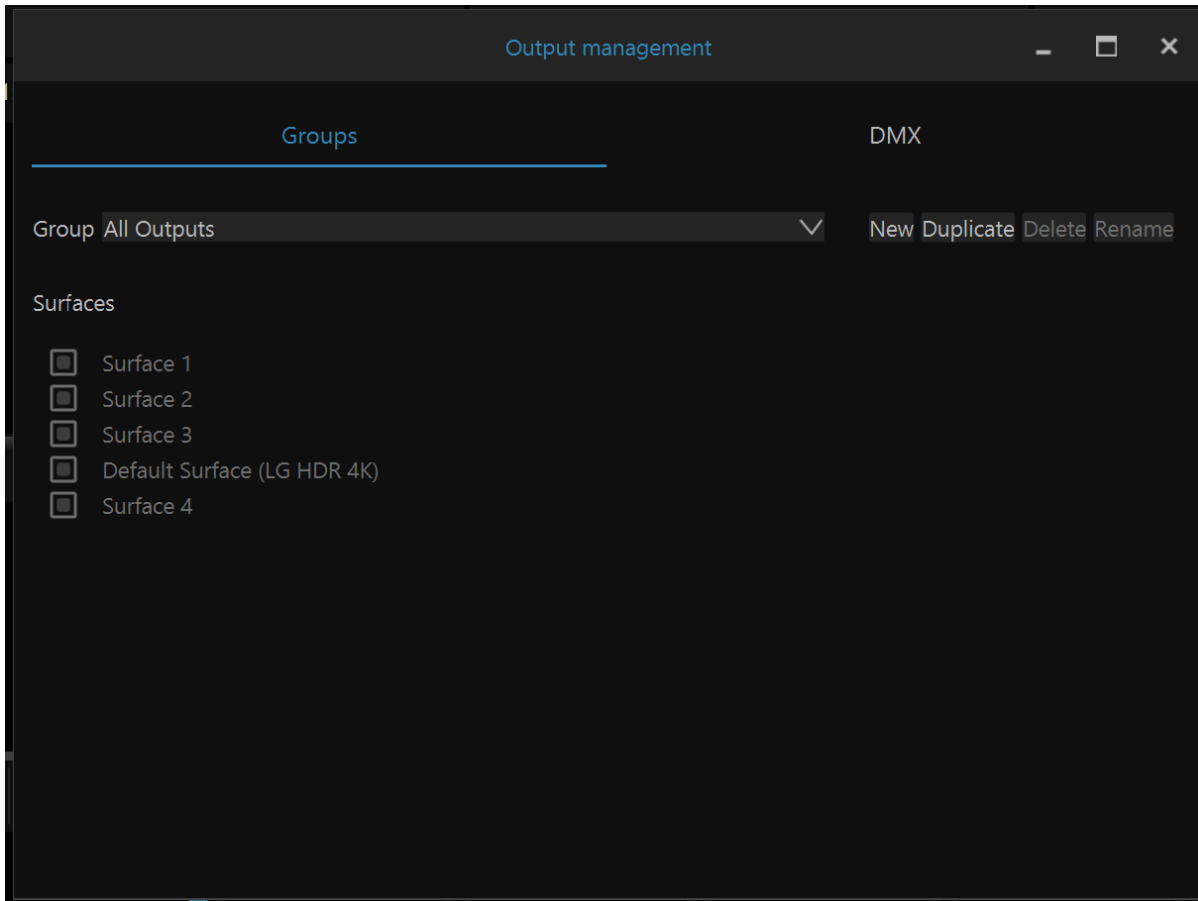 Output management
Groups DMX
Group All Outputs New Duplicate Delete Rename
Surfaces
Surface 1
Surface 2
Surface 3
Default Surface (LG HDR 4K)
Surface 4